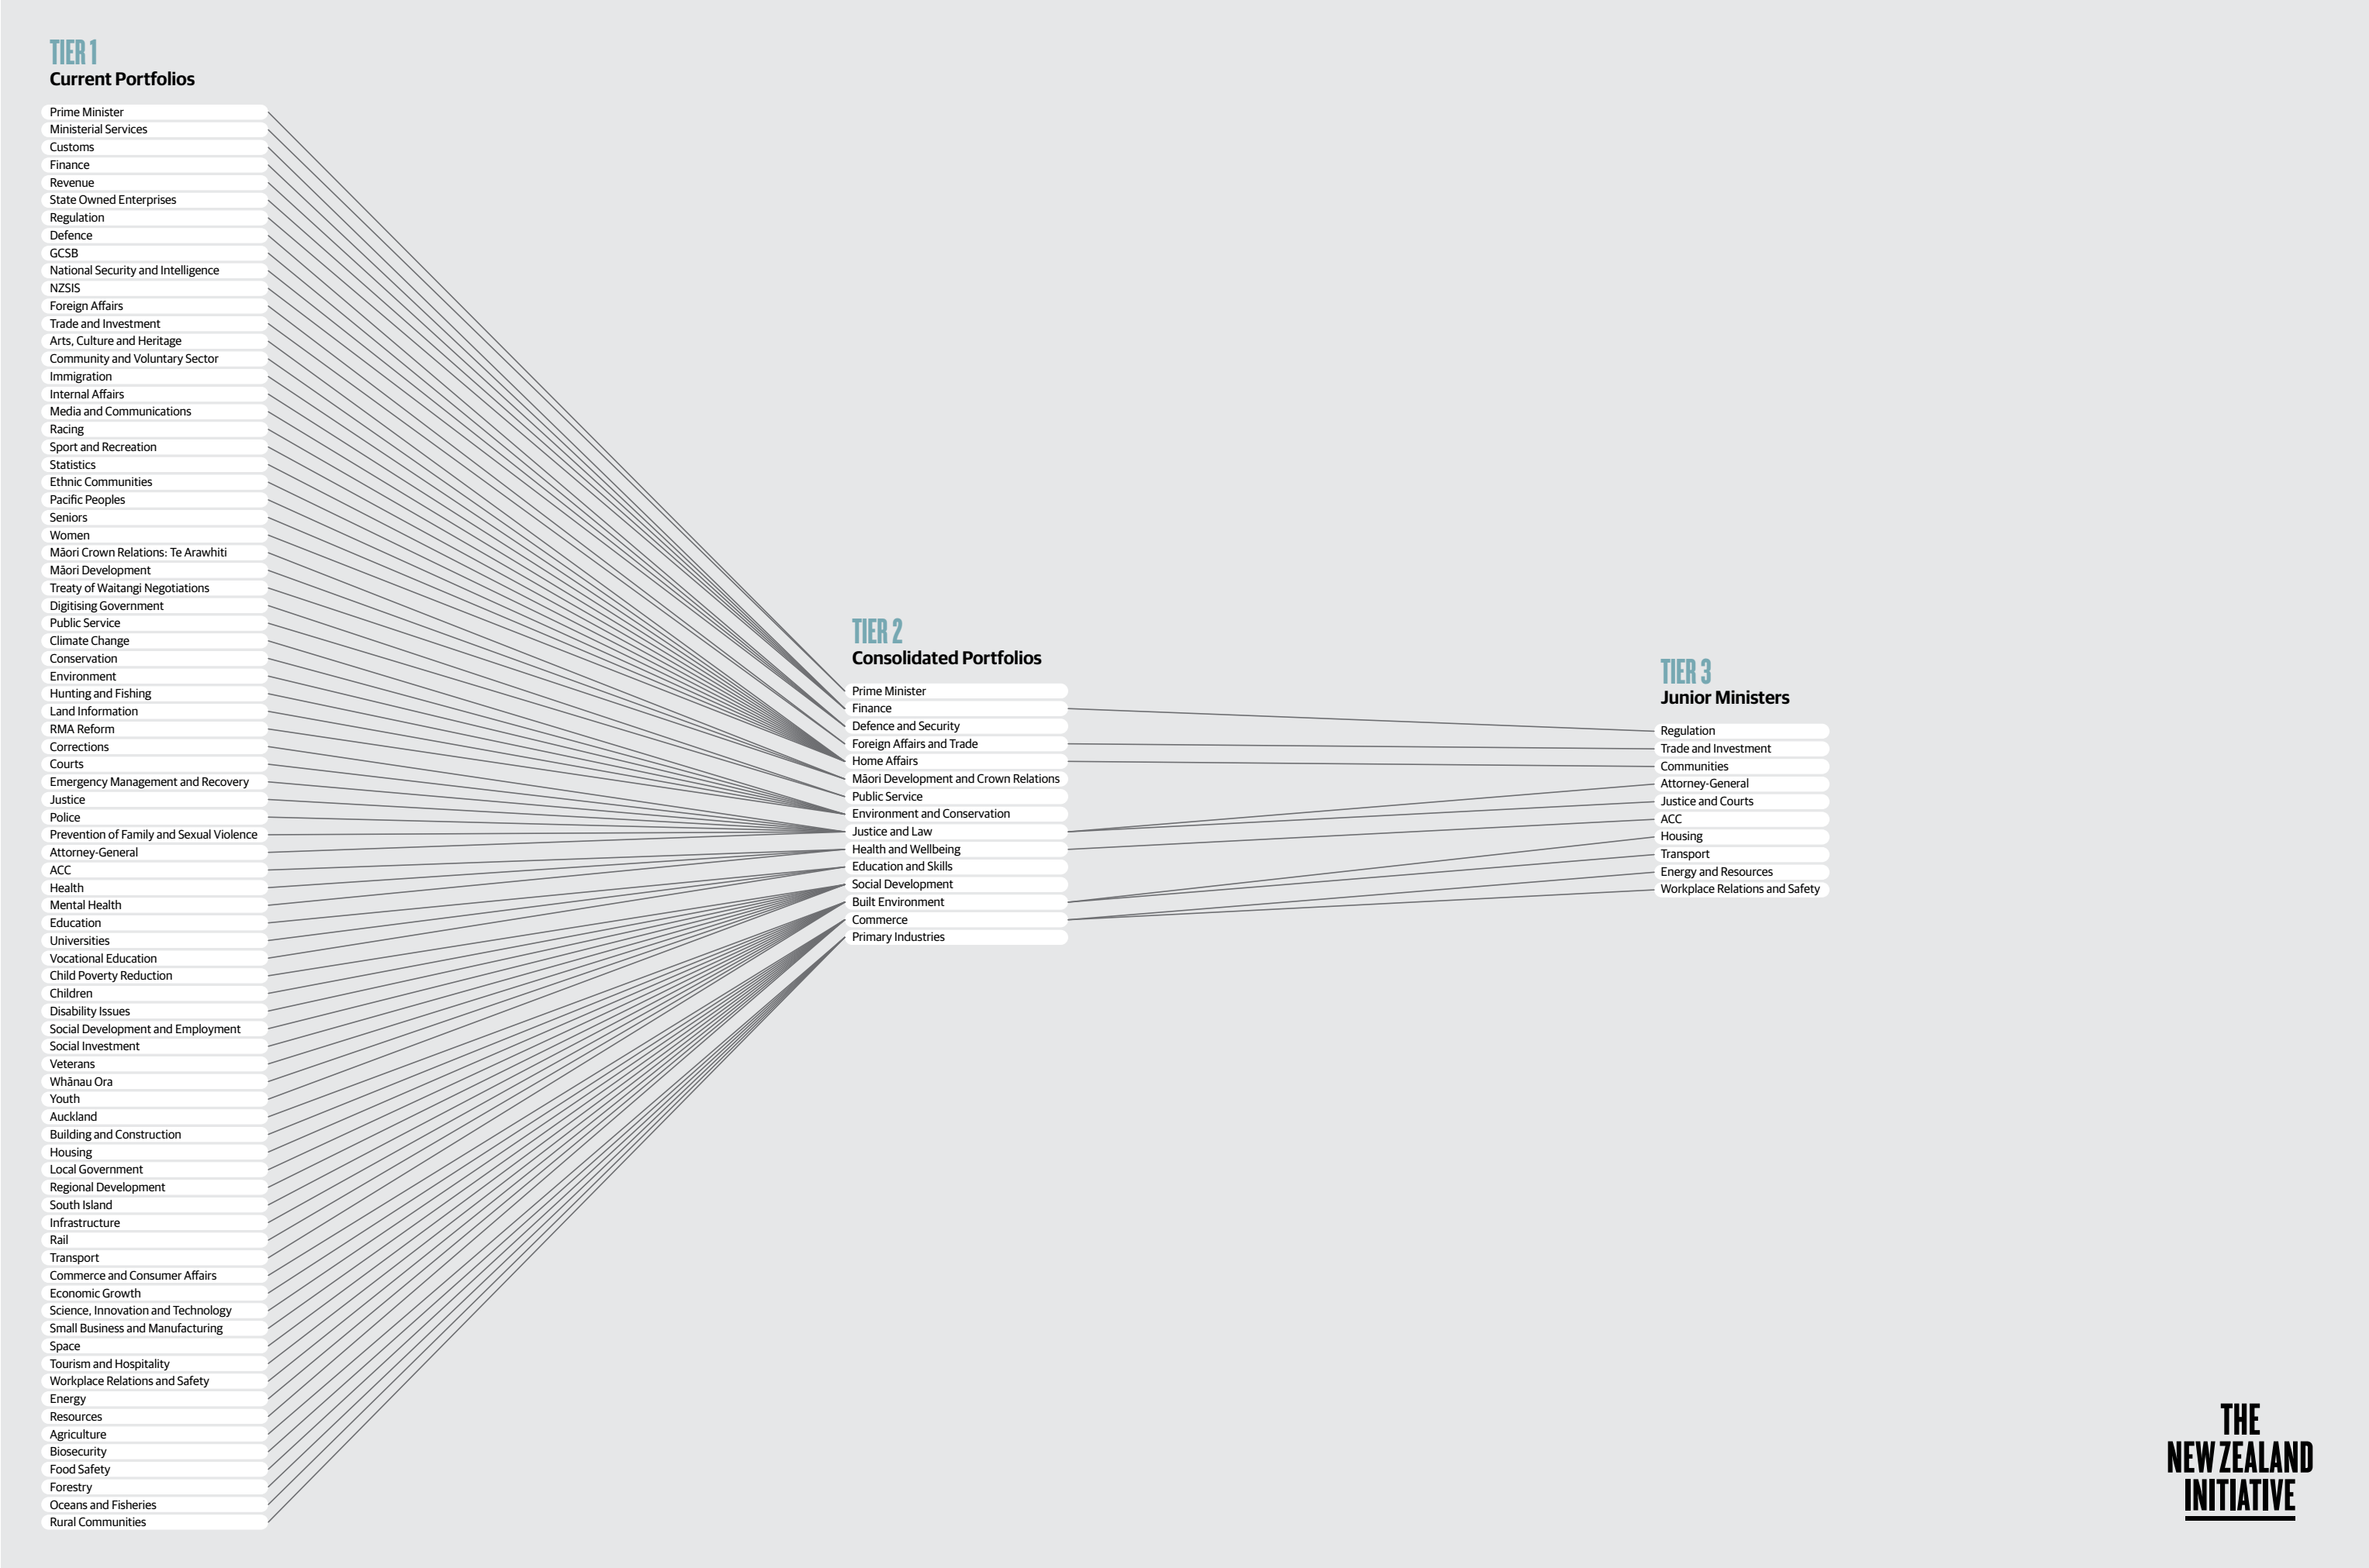 TIER 1
Current Portfolios
Prime Minister
Ministerial Services
Customs
Finance
Revenue
State Owned Enterprises
Regulation
Defence
GCSB
National Security and Intelligence
NZSIS
Foreign Affairs
Trade and Investment
Arts, Culture and Heritage
Community and Voluntary Sector
Immigration
Internal Affairs
Media and Communications
Racing
Sport and Recreation
Statistics
Ethnic Communities
Pacific Peoples
Seniors
Women
Māori Crown Relations: Te Arawhiti
Māori Development
Treaty of Waitangi Negotiations
Digitising Government
Public Service
Climate Change
Conservation
Environment
Hunting and Fishing
Land Information
RMA Reform
Corrections
Courts
Emergency Management and Recovery
Justice
Police
Prevention of Family and Sexual Violence
Attorney-General
ACC
Health
Mental Health
Education
Universities
Vocational Education
Child Poverty Reduction
Children
Disability Issues
Social Development and Employment
Social Investment
Veterans
Whānau Ora
Youth
Auckland
Building and Construction
Housing
Local Government
Regional Development
South Island
Infrastructure
Rail
Transport
Commerce and Consumer Affairs
Economic Growth
Science, Innovation and Technology
Small Business and Manufacturing
Space
Tourism and Hospitality
Workplace Relations and Safety
Energy
Resources
Agriculture
Biosecurity
Food Safety
Forestry
Oceans and Fisheries
Rural Communities
TIER 2
Consolidated Portfolios
Prime Minister
Finance
Defence and Security
Foreign Affairs and Trade
Home Affairs
Māori Development and Crown Relations
Public Service
Environment and Conservation
Justice and Law
Health and Wellbeing
Education and Skills
Social Development
Built Environment
Commerce
Primary Industries
TIER 3
Junior Ministers
Regulation
Trade and Investment
Communities
Attorney-General
Justice and Courts
ACC
Housing
Transport
Energy and Resources
Workplace Relations and Safety
THE
NEW ZEALAND
INITIATIVE